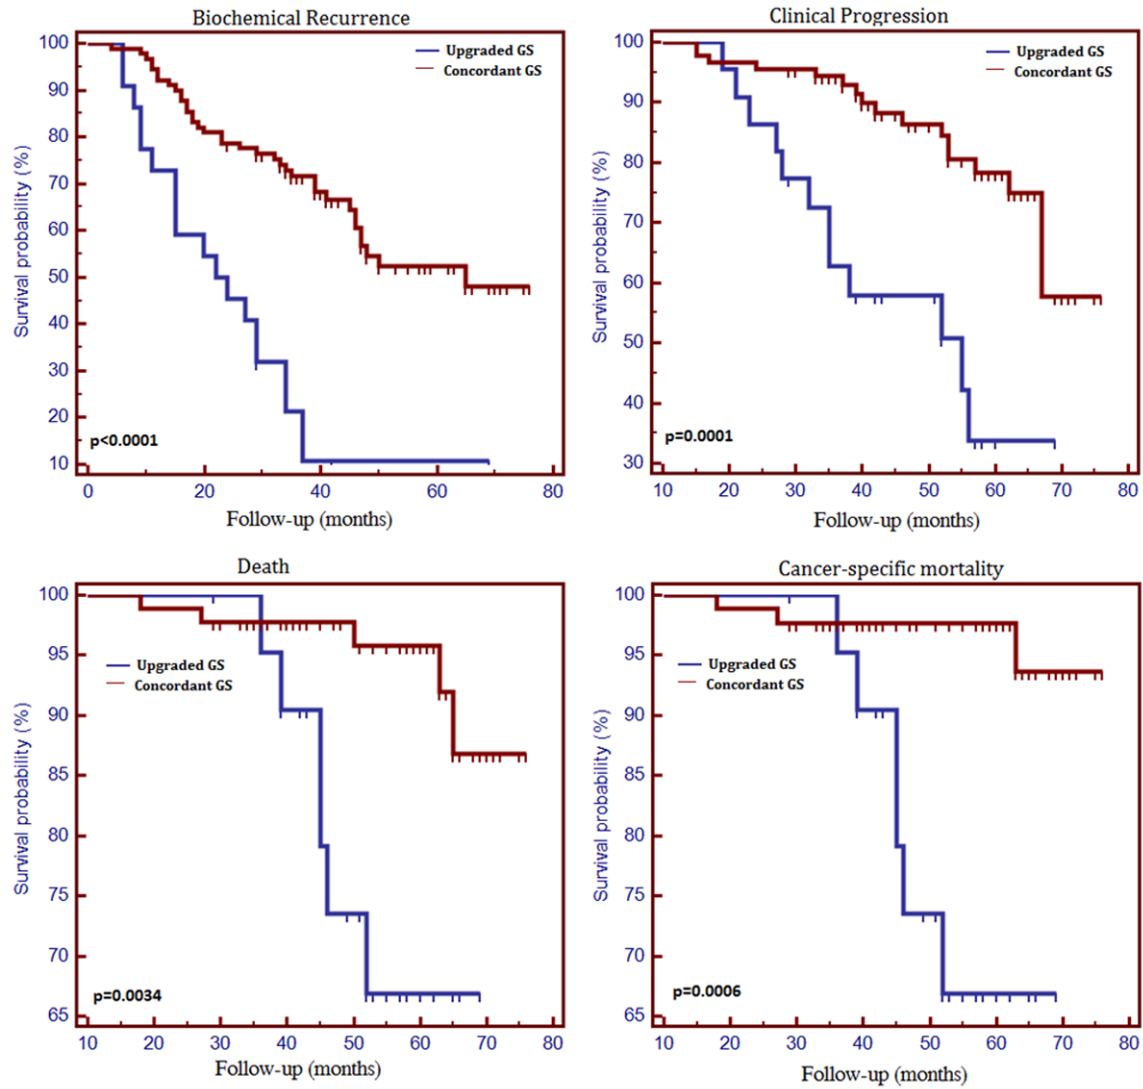 Biochemical Recurrence
Survival probability (%)
100
90
80
70
60
50
40
30
20
10
Upgraded GS
Concordant GS
p<0.0001
0 20 40 60 80
Follow-up (months)
Clinical Progression
Survival probability (%)
100
90
80
70
60
50
40
30
Upgraded GS
Concordant GS
p=0.0001
10 20 30 40 50 60 70 80
Follow-up (months)
Death
Survival probability (%)
100
95
90
85
80
75
70
65
Upgraded GS
Concordant GS
p=0.0034
10 20 30 40 50 60 70 80
Follow-up (months)
Cancer-specific mortality
Survival probability (%)
100
95
90
85
80
75
70
65
Upgraded GS
Concordant GS
p=0.0006
10 20 30 40 50 60 70 80
Follow-up (months)